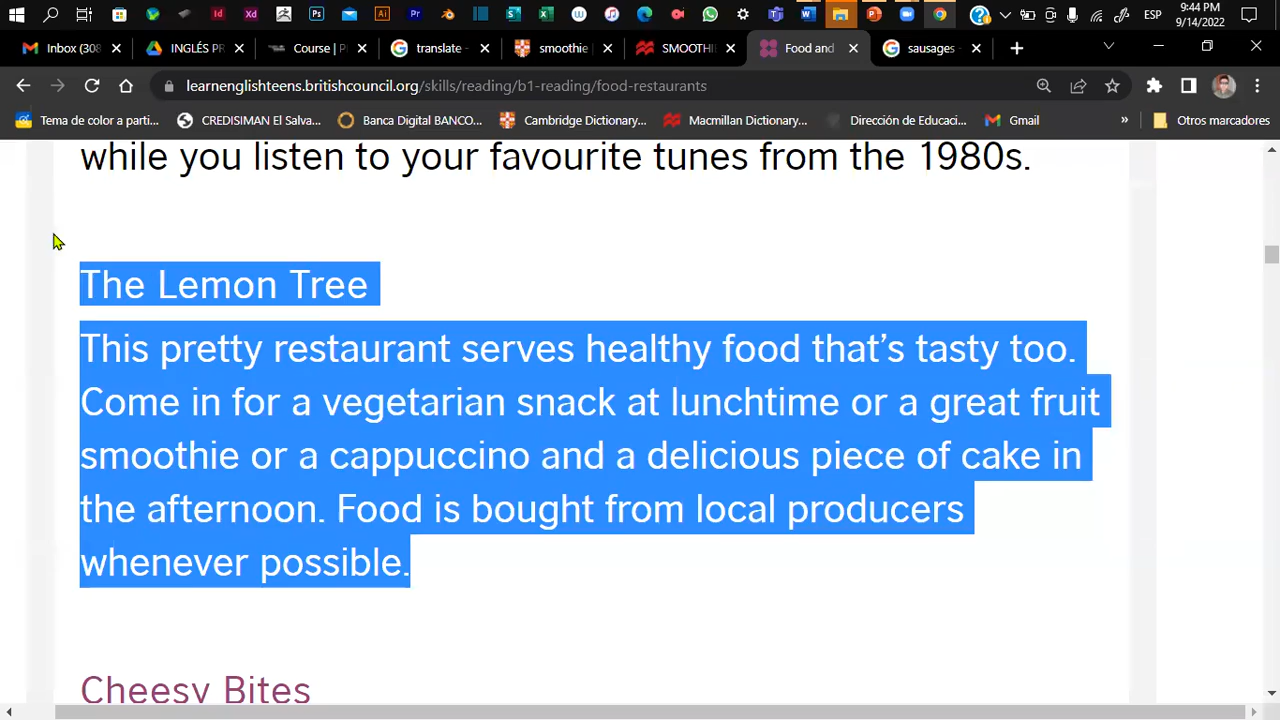 9:44 PM
ESP
9/14/2022
Inbox (308
INGLÉS PR
Course | P
translate -
smoothie |
SMOOTHI
Food and
sausages -
learnenglishteens.britishcouncil.org/skills/reading/b1-reading/food-restaurants
Tema de color a parti...
CREDISIMAN El Salva...
Banca Digital BANCO...
Cambridge Dictionary...
Macmillan Dictionary...
Dirección de Educaci...
Gmail
»
Otros marcadores
while you listen to your favourite tunes from the 1980s.
The Lemon Tree
This pretty restaurant serves healthy food that’s tasty too.
Come in for a vegetarian snack at lunchtime or a great fruit
smoothie or a cappuccino and a delicious piece of cake in
the afternoon. Food is bought from local producers
whenever possible.
Cheesy Bites